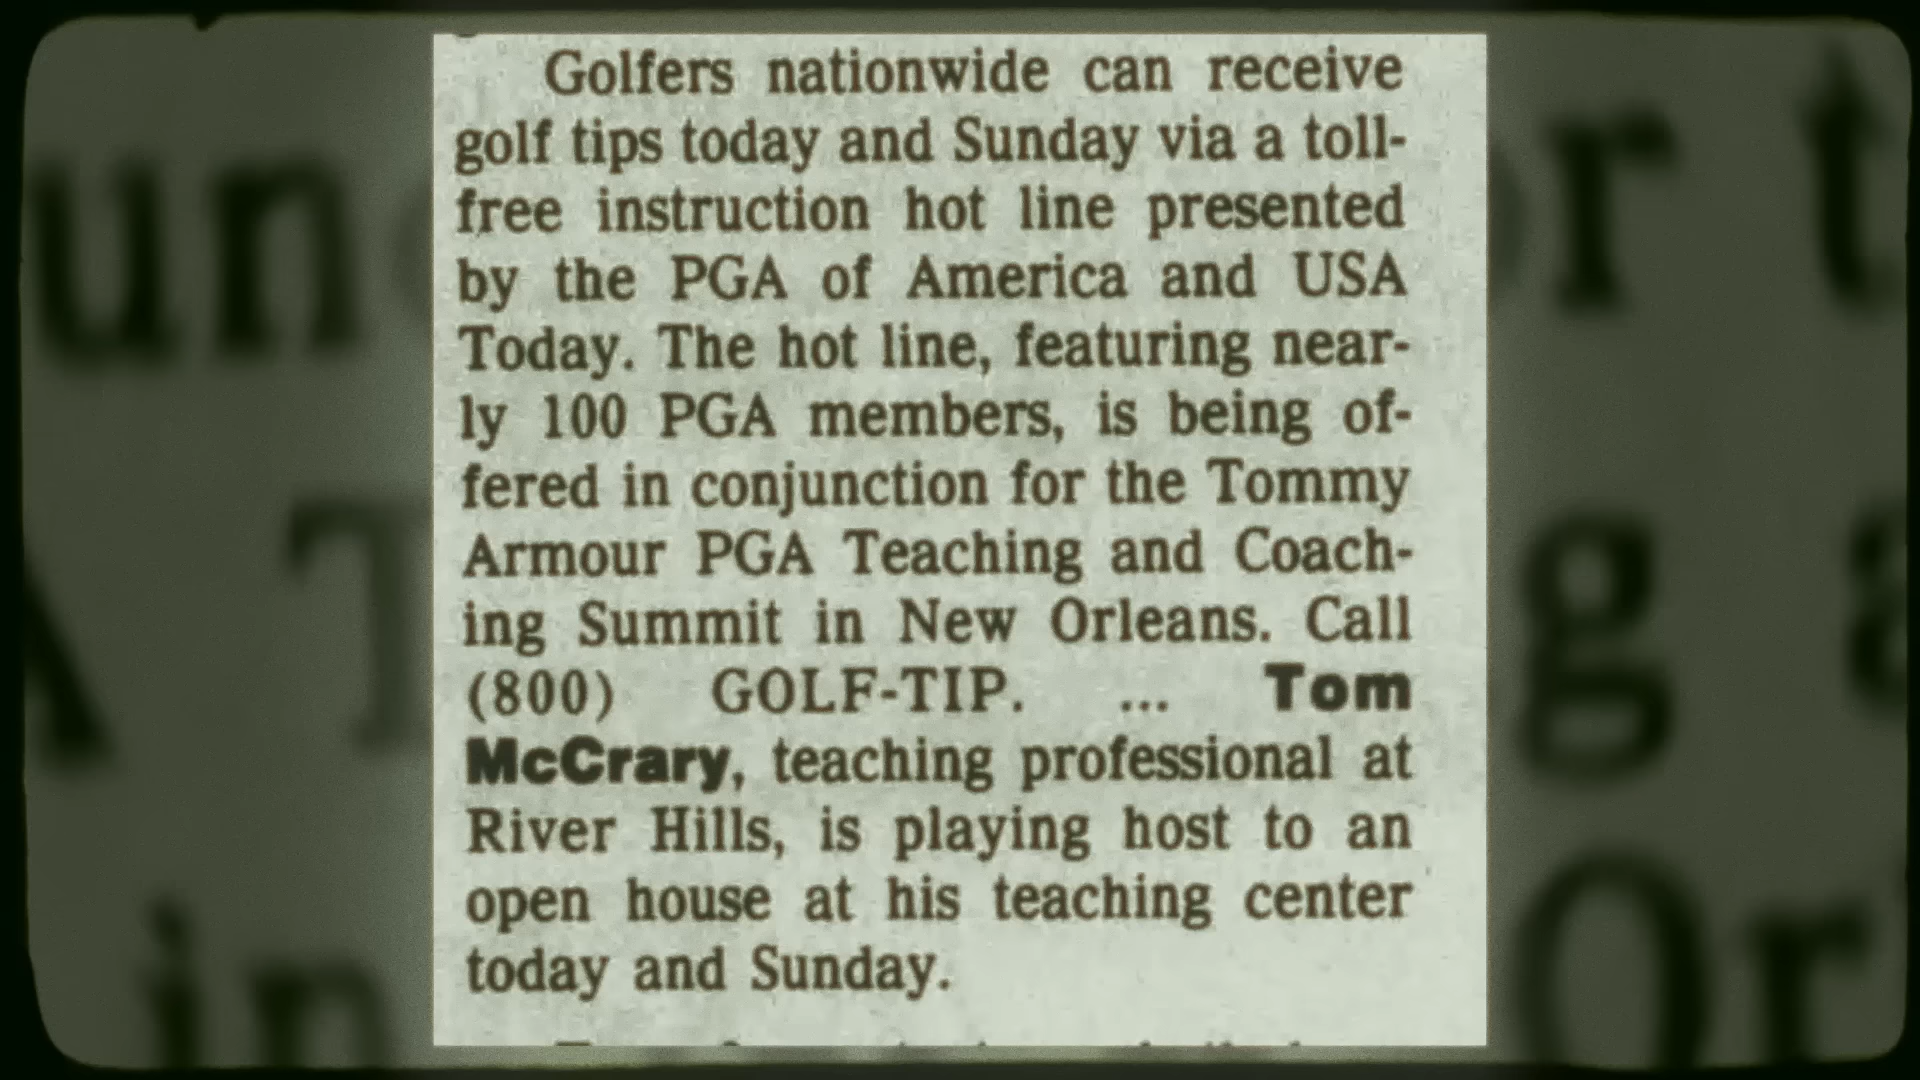 Golfers nationwide can receive
golf tips today and Sunday via a toll-
free instruction hot line presented
by the PGA of America and USA
Today. The hot line, featuring near-
ly 100 PGA members, is being of-
fered in conjunction for the Tommy
Armour PGA Teaching and Coach-
ing Summit in New Orleans. Call
(800) GOLF-TIP. ... Tom
McCrary, teaching professional at
River Hills, is playing host to an
open house at his teaching center
today and Sunday.